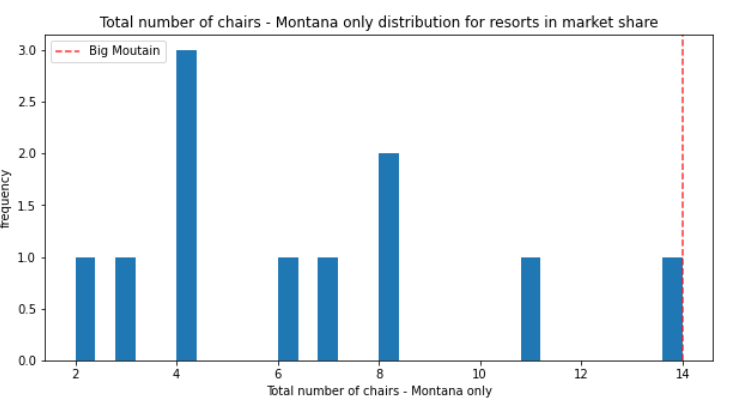 Total number of chairs - Montana only distribution for resorts in market share
Big Moutain
3.0
2.5
2.0
1.5
1.0
0.5
0.0
frequency
2 4 6 8 10 12 14
Total number of chairs - Montana only